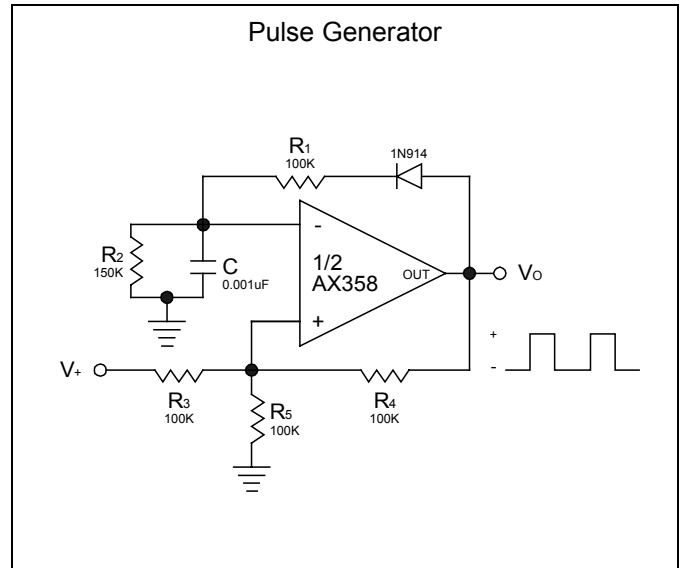 Pulse Generator
R1
100K
1N914
-
R2
150K
C
0.001uF
1/2
AX358
OUT
VO
+
V+
R3
100K
R5
100K
R4
100K
+
-